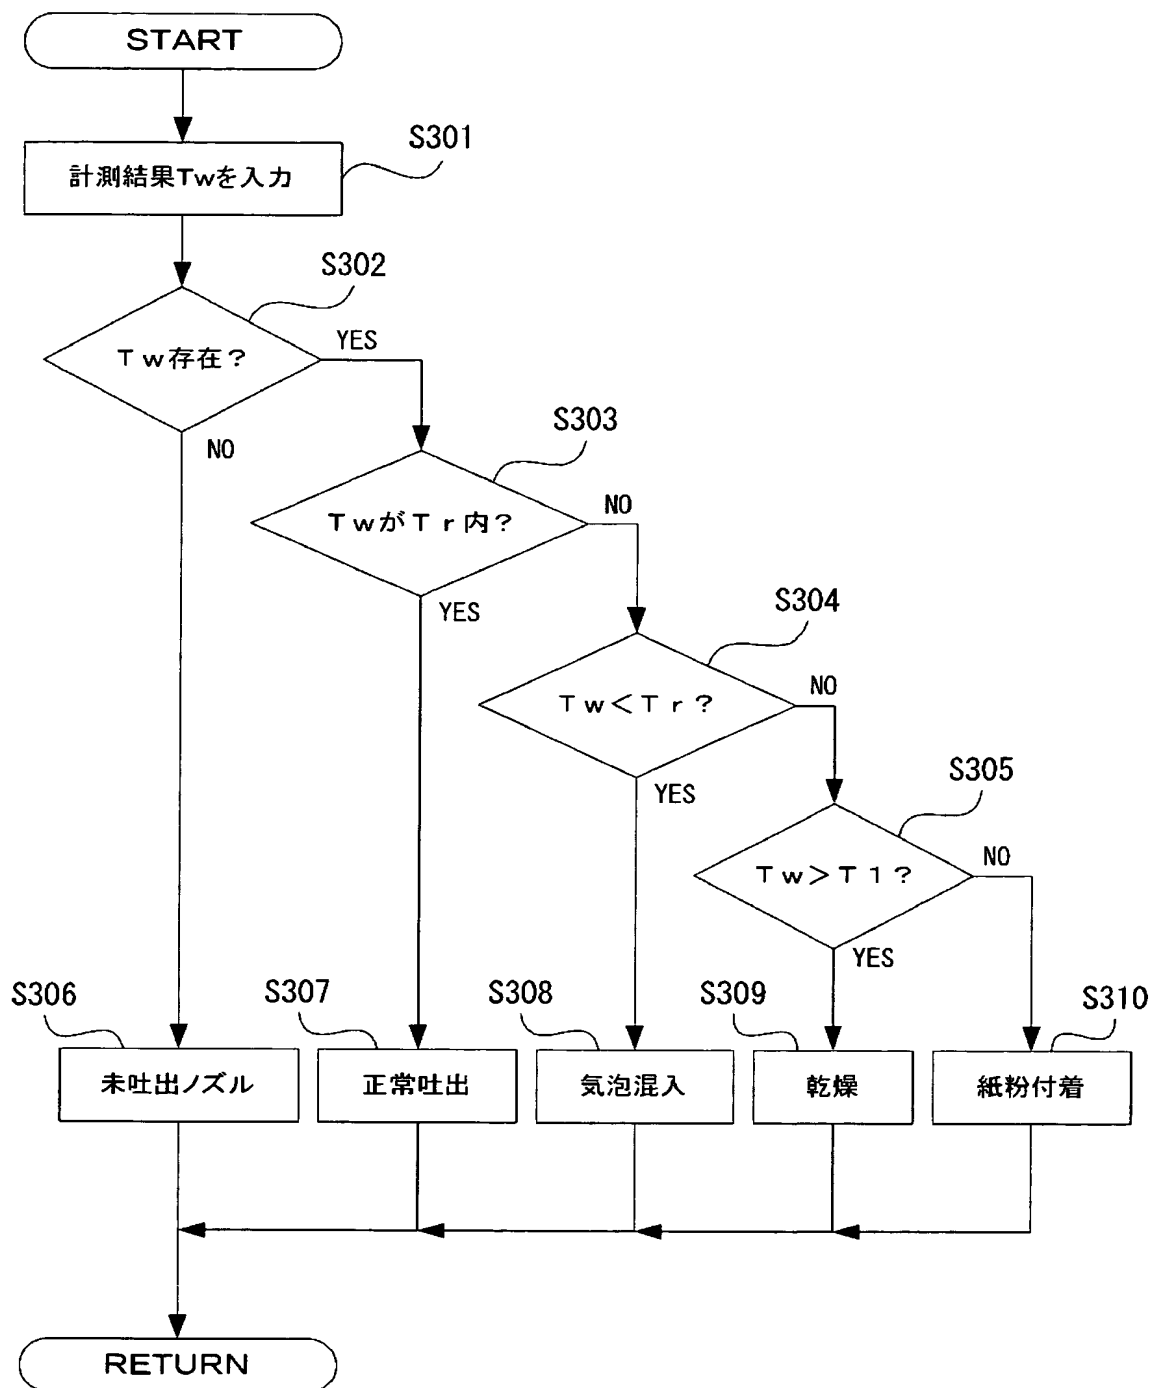 START
S301
計測結果Twを入力
S302
Tw存在?
YES
NO
S303
TwがTr内?
NO
YES
S304
Tw<Tr?
NO
YES
S305
Tw>T1?
NO
YES
S306
未吐出ノズル
S307
正常吐出
S308
気泡混入
S309
乾燥
S310
紙粉付着
RETURN